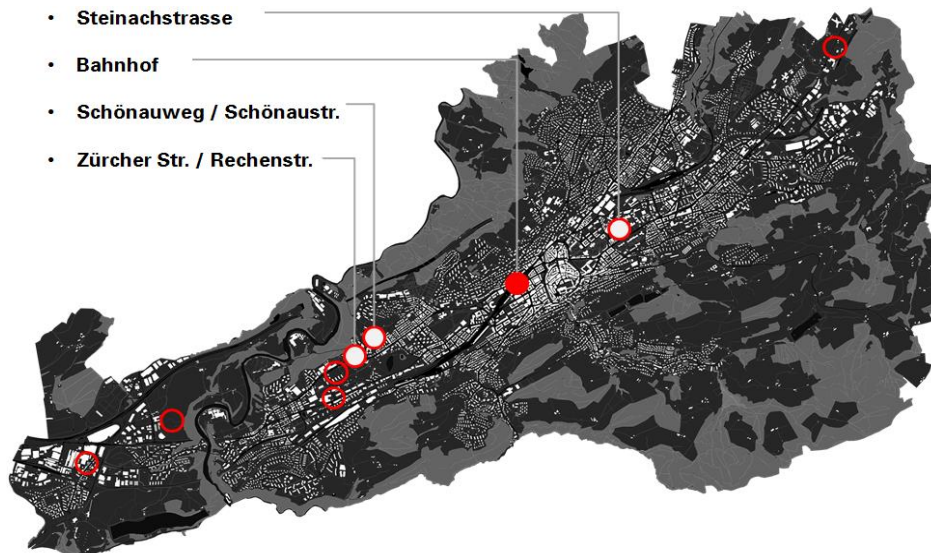 • Steinachstrasse
• Bahnhof
• Schönauweg / Schönaustr.
• Zürcher Str. / Rechenstr.